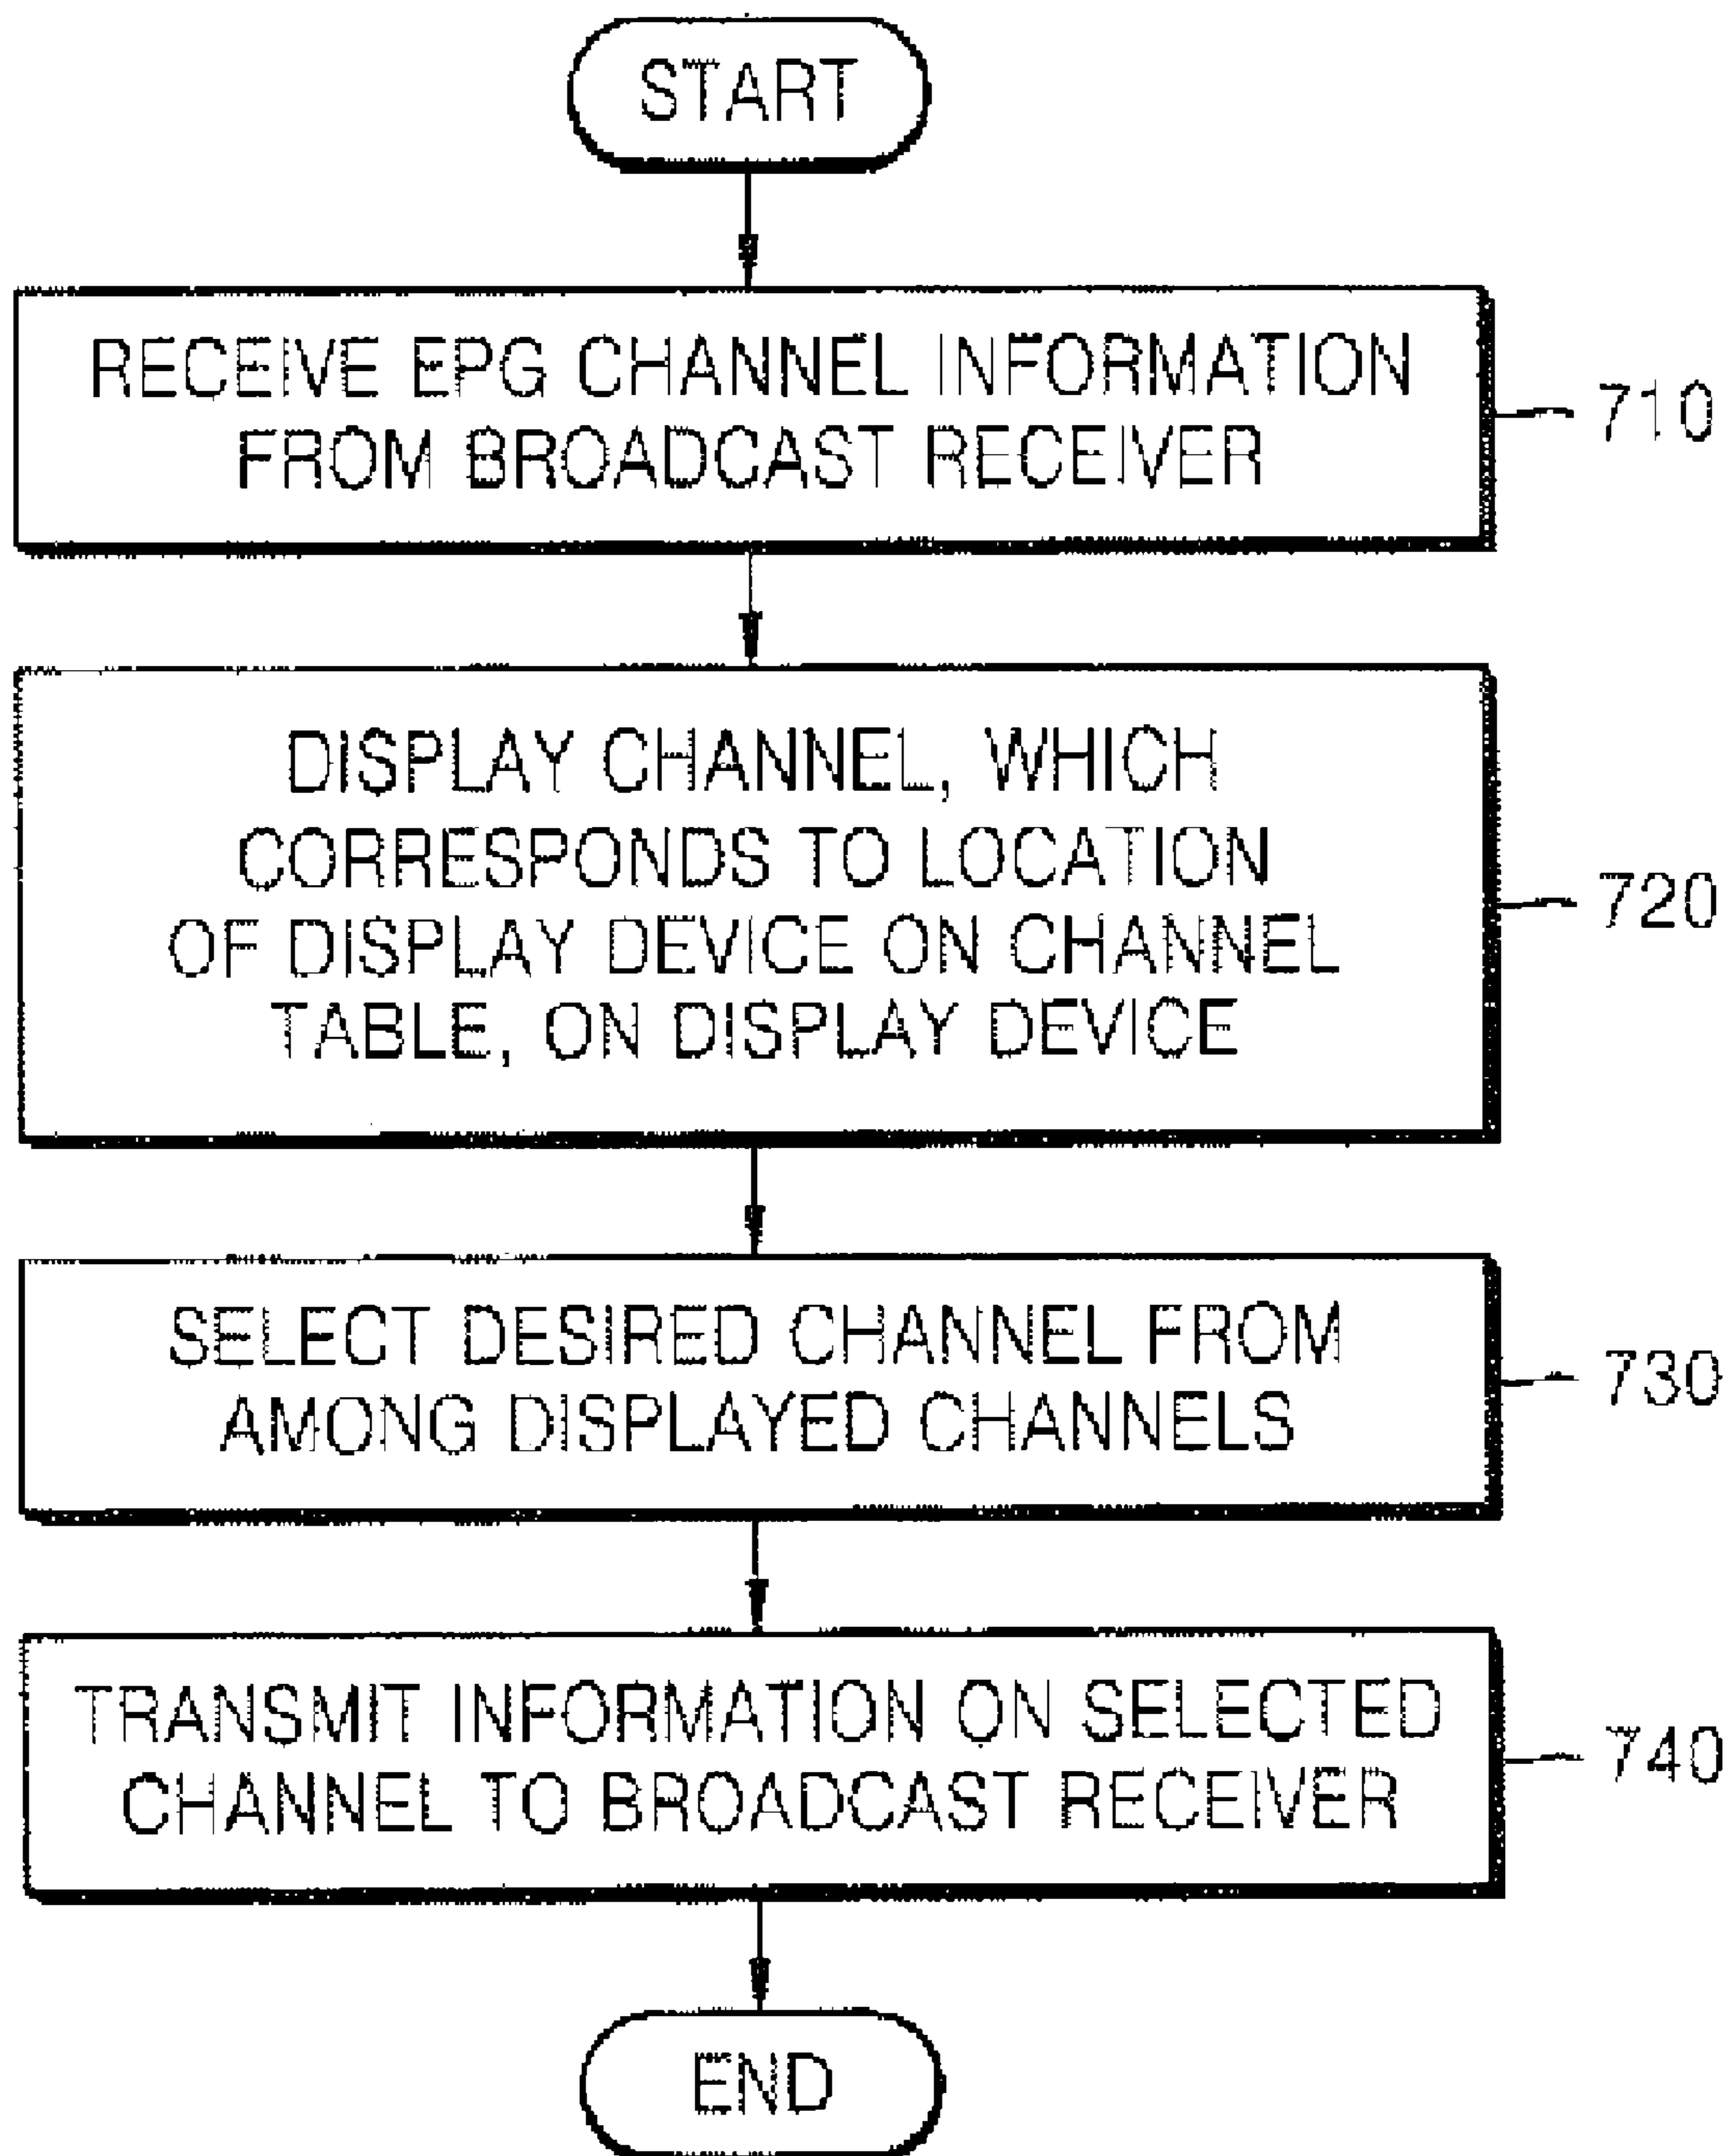 START
RECEIVE EPG CHANNEL INFORMATION
FROM BROADCAST RECEIVER
710
DISPLAY CHANNEL, WHICH
CORRESPONDS TO LOCATION
OF DISPLAY DEVICE ON CHANNEL
TABLE, ON DISPLAY DEVICE
720
SELECT DESIRED CHANNEL FROM
AMONG DISPLAYED CHANNELS
730
TRANSMIT INFORMATION ON SELECTED
CHANNEL TO BROADCAST RECEIVER
740
END